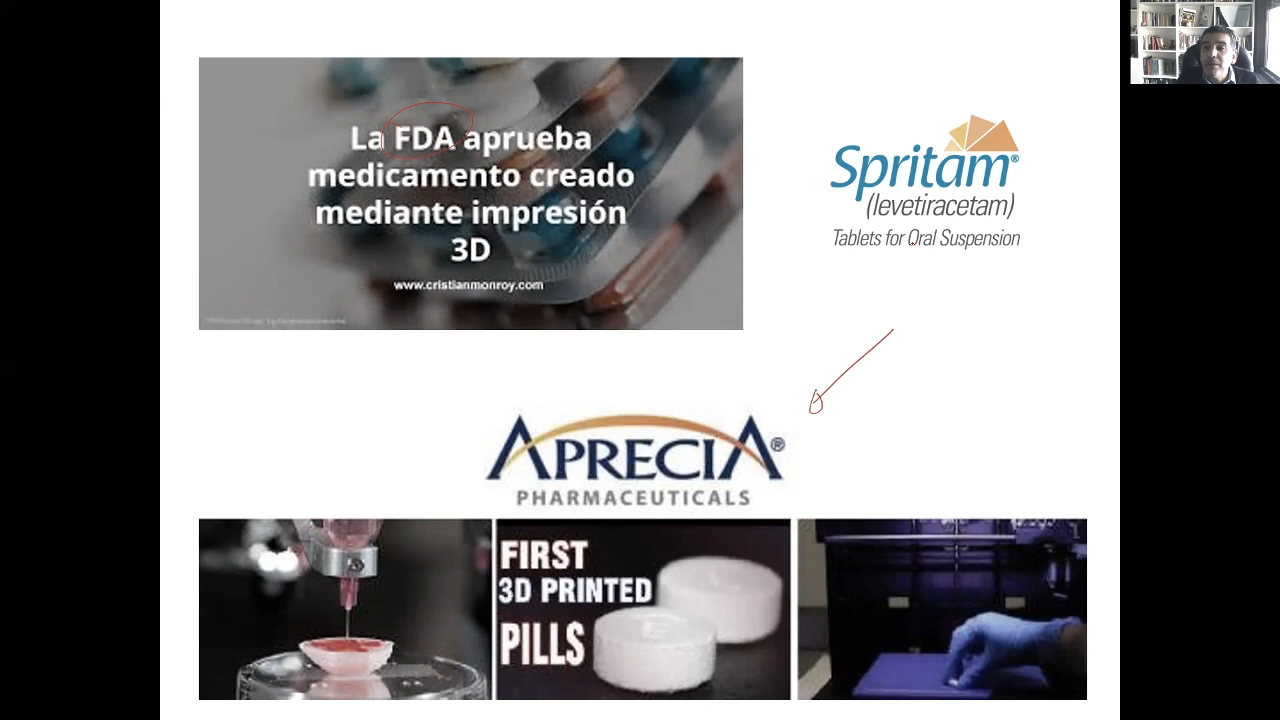 La FDA aprueba
medicamento creado
mediante impresión
3D
www.cristianmonroy.com
Spritam®
(levetiracetam)
Tablets for Oral Suspension
APRECIA®
PHARMACEUTICALS
FIRST
3D PRINTED
PILLS